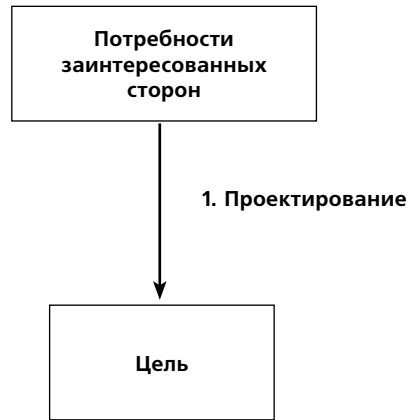 Потребности
заинтересованных
сторон
1. Проектирование
Цель